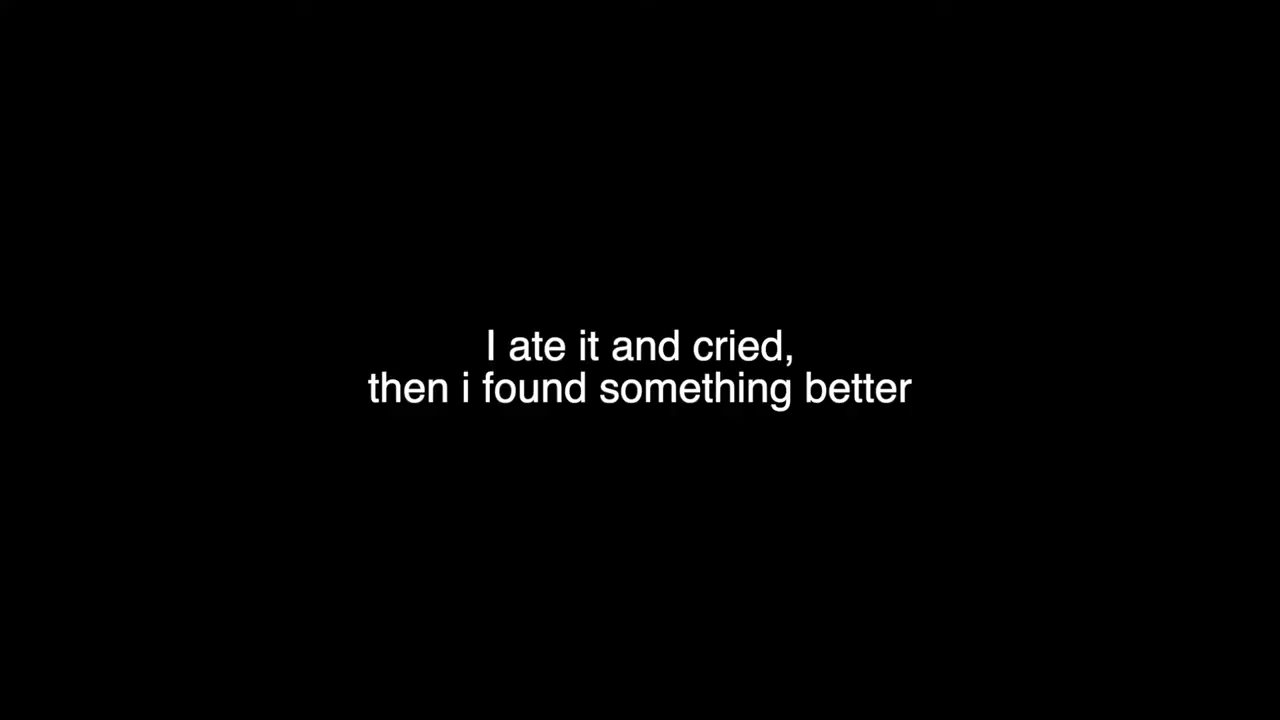 I ate it and cried,
then i found something better